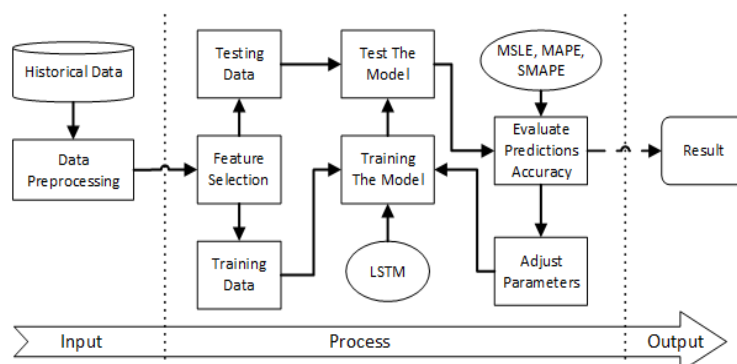 Historical Data
Data
Preprocessing
Testing
Data
Feature
Selection
Training
Data
Test The
Model
Training
The Model
LSTM
MSLE, MAPE,
SMAPE
Evaluate
Predictions
Accuracy
Adjust
Parameters
Result
Input
Process
Output